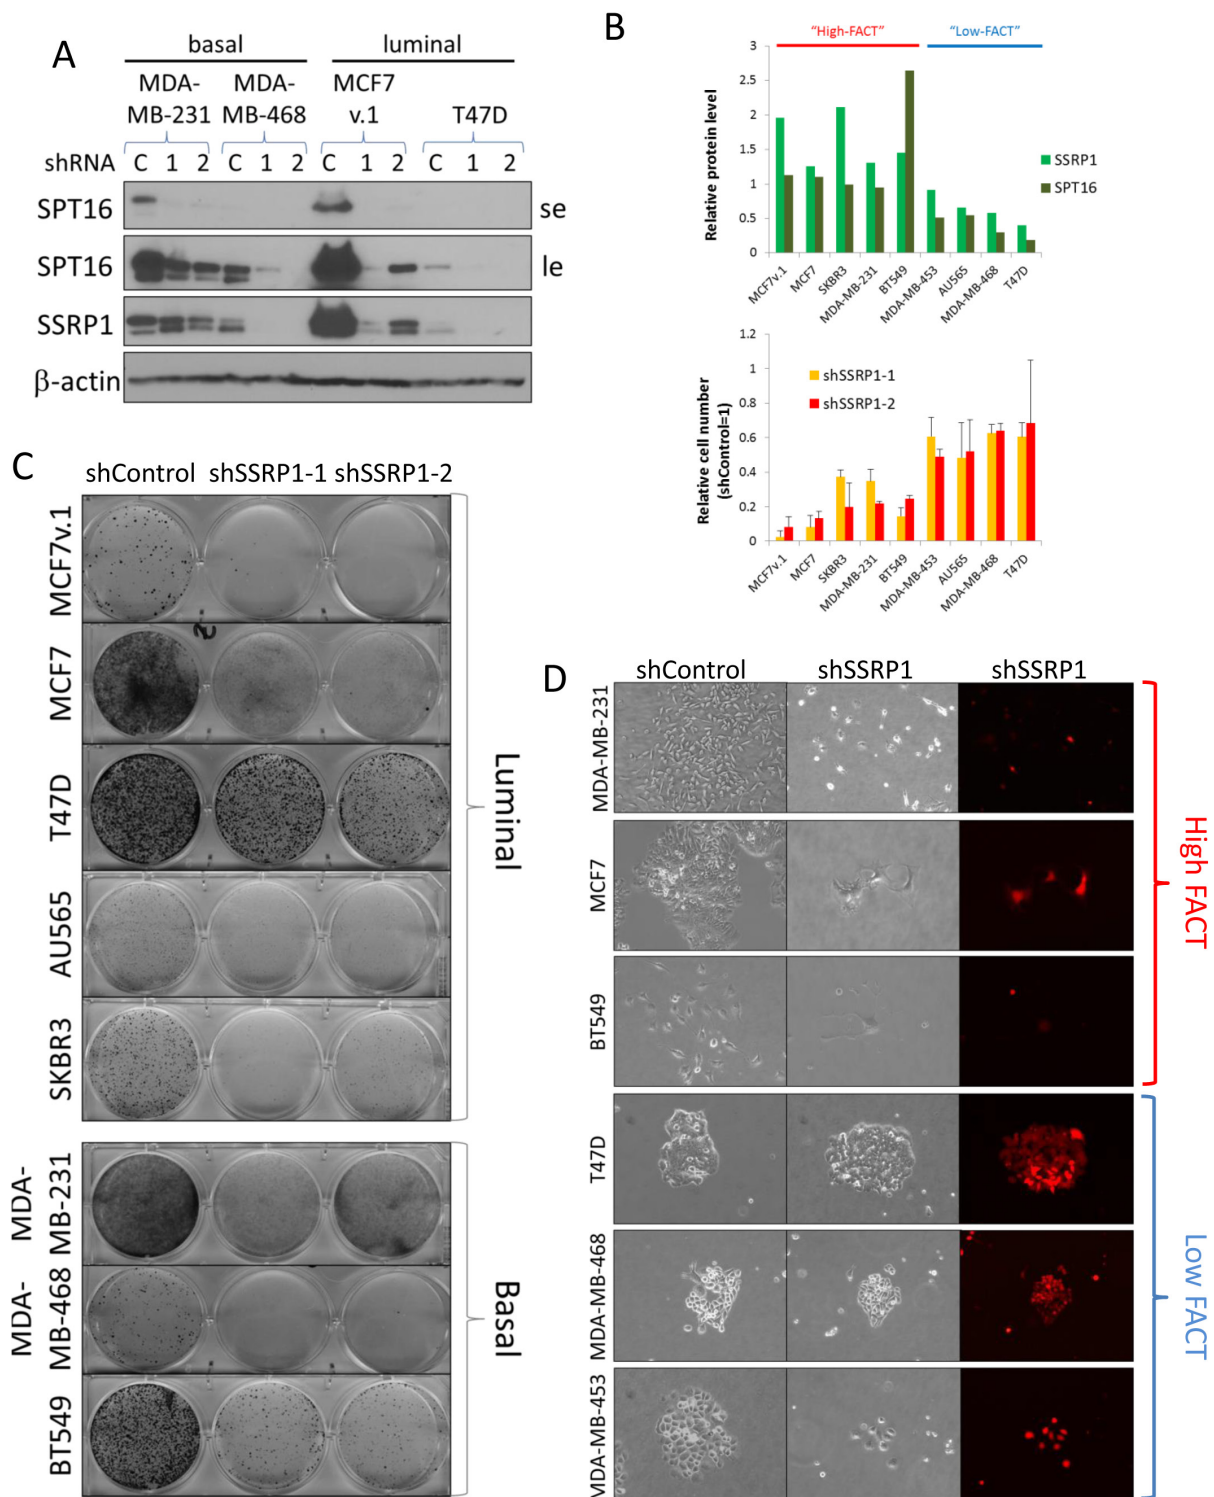 A
basal
luminal
MDA-
MB-231
MDA-
MB-468
MCF7
v.1
T47D
shRNA
C 1 2 C 1 2 C 1 2 C 1 2
SPT16
se
SPT16
le
SSRP1
β-actin
B
“High-FACT”
“Low-FACT”
Relative protein level
3
2.5
2
1.5
1
0.5
0
SSRP1
SPT16
MCF7v.1
MCF7
SKBR3
MDA-MB-231
BT549
MDA-MB-453
AU565
MDA-MB-468
T47D
Relative cell number
(shControl=1)
1.2
1
0.8
0.6
0.4
0.2
0
shSSRP1-1
shSSRP1-2
MCF7v.1
MCF7
SKBR3
MDA-MB-231
BT549
MDA-MB-453
AU565
MDA-MB-468
T47D
C
shControl shSSRP1-1 shSSRP1-2
MCF7v.1
MCF7
T47D
AU565
SKBR3
Luminal
MDA-
MB-231
MDA-
MB-468
BT549
Basal
D
shControl shSSRP1 shSSRP1
MDA-MB-231
MCF7
BT549
High FACT
T47D
MDA-MB-468
MDA-MB-453
Low FACT